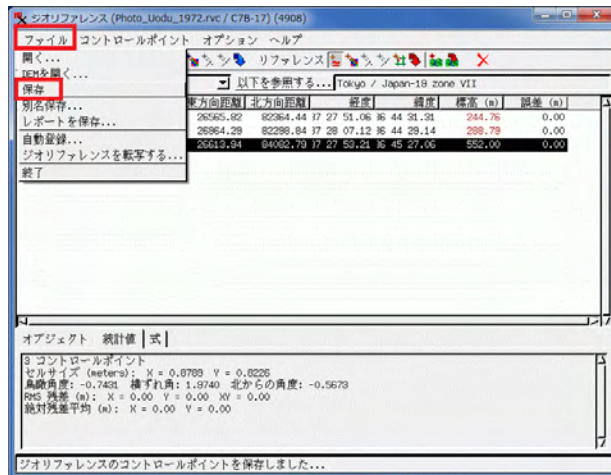 ジオリファレンス (Photo_Uodu_1972.rvc / C7B-17) (4908)
ファイル コントロールポイント オプション ヘルプ
開く...
DEMを開く...
保存
別名保存...
レポートを保存...
自動登録...
ジオリファレンスを転写する...
終了
リファレンス
以下を参照する... Tokyo / Japan-19 zone VII
東方向距離 北方向距離 経度 緯度 標高 (m) 誤差 (m)
26565.82 82364.44 37 27 51.06 36 44 31.31 244.76 0.00
26964.29 82298.84 37 28 07.12 36 44 29.14 288.79 0.00
26613.94 84082.79 37 27 53.21 36 45 27.06 552.00 0.00
オブジェクト 統計値 式
3 コントロールポイント
セルサイズ (meters): X = 0.8789 Y = 0.8226
鳥瞰角度: -0.7431 横ずれ角: 1.9740 北からの角度: -0.5673
RMS 残差 (m): X = 0.00 Y = 0.00 XY = 0.00
絶対残差平均 (m): X = 0.00 Y = 0.00
ジオリファレンスのコントロールポイントを保存しました...